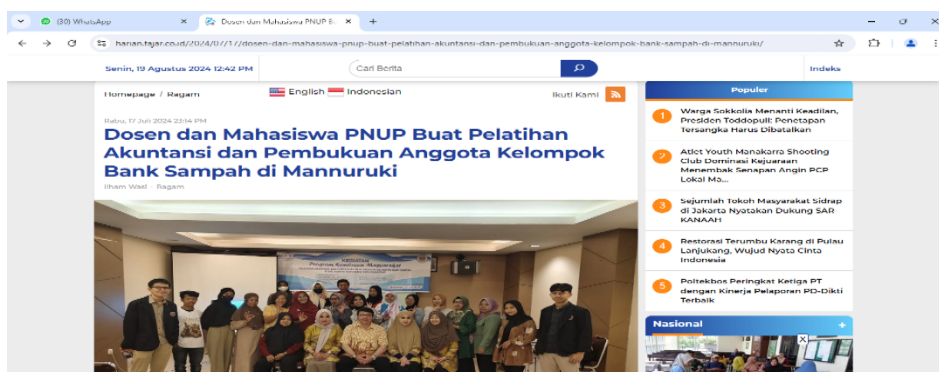 (30) WhatsApp
Dosen dan Mahasiswa PNUP B
harian.fajar.co.id/2024/07/17/dosen-dan-mahasiswa-pnup-buat-pelatihan-akuntansi-dan-pembukuan-anggota-kelompok-bank-sampah-di-mannuruki/
Senin, 19 Agustus 2024 12:42 PM
Cari Berita
Indeks
Homepage / Ragam
English Indonesian
Ikuti Kami
Rabu, 17 Juli 2024 23:14 PM
Dosen dan Mahasiswa PNUP Buat Pelatihan
Akuntansi dan Pembukuan Anggota Kelompok
Bank Sampah di Mannuruki
Ilham Wasi - Ragam
KEGIATAN
Program Kemitraan Masyarakat
Populer
1 Warga Sokkolia Menanti Keadilan,
Presiden Toddopuli: Penetapan
Tersangka Harus Dibatalkan
2 Atlet Youth Manakarra Shooting
Club Dominasi Kejuaraan
Menembak Senapan Angin PCP
Lokal Ma...
3 Sejumlah Tokoh Masyarakat Sidrap
di Jakarta Nyatakan Dukung SAR
KANAAH
4 Restorasi Terumbu Karang di Pulau
Lanjukang, Wujud Nyata Cinta
Indonesia
5 Poltekbos Peringkat Ketiga PT
dengan Kinerja Pelaporan PD-Dikti
Terbaik
Nasional